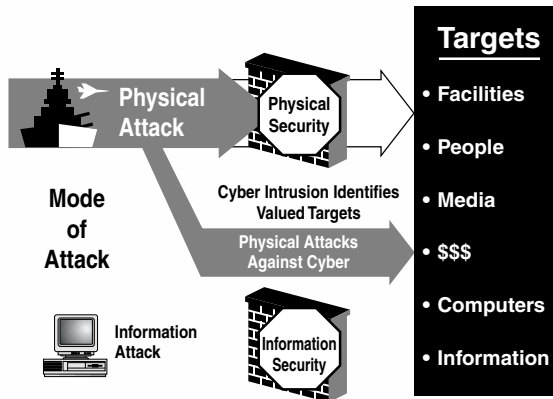 Targets
Physical
Attack
Physical
Security
• Facilities
• People
Mode
of
Attack
Cyber Intrusion Identifies
Valued Targets
• Media
Physical Attacks
Against Cyber
• $$$
Information
Attack
Information
Security
• Computers
• Information